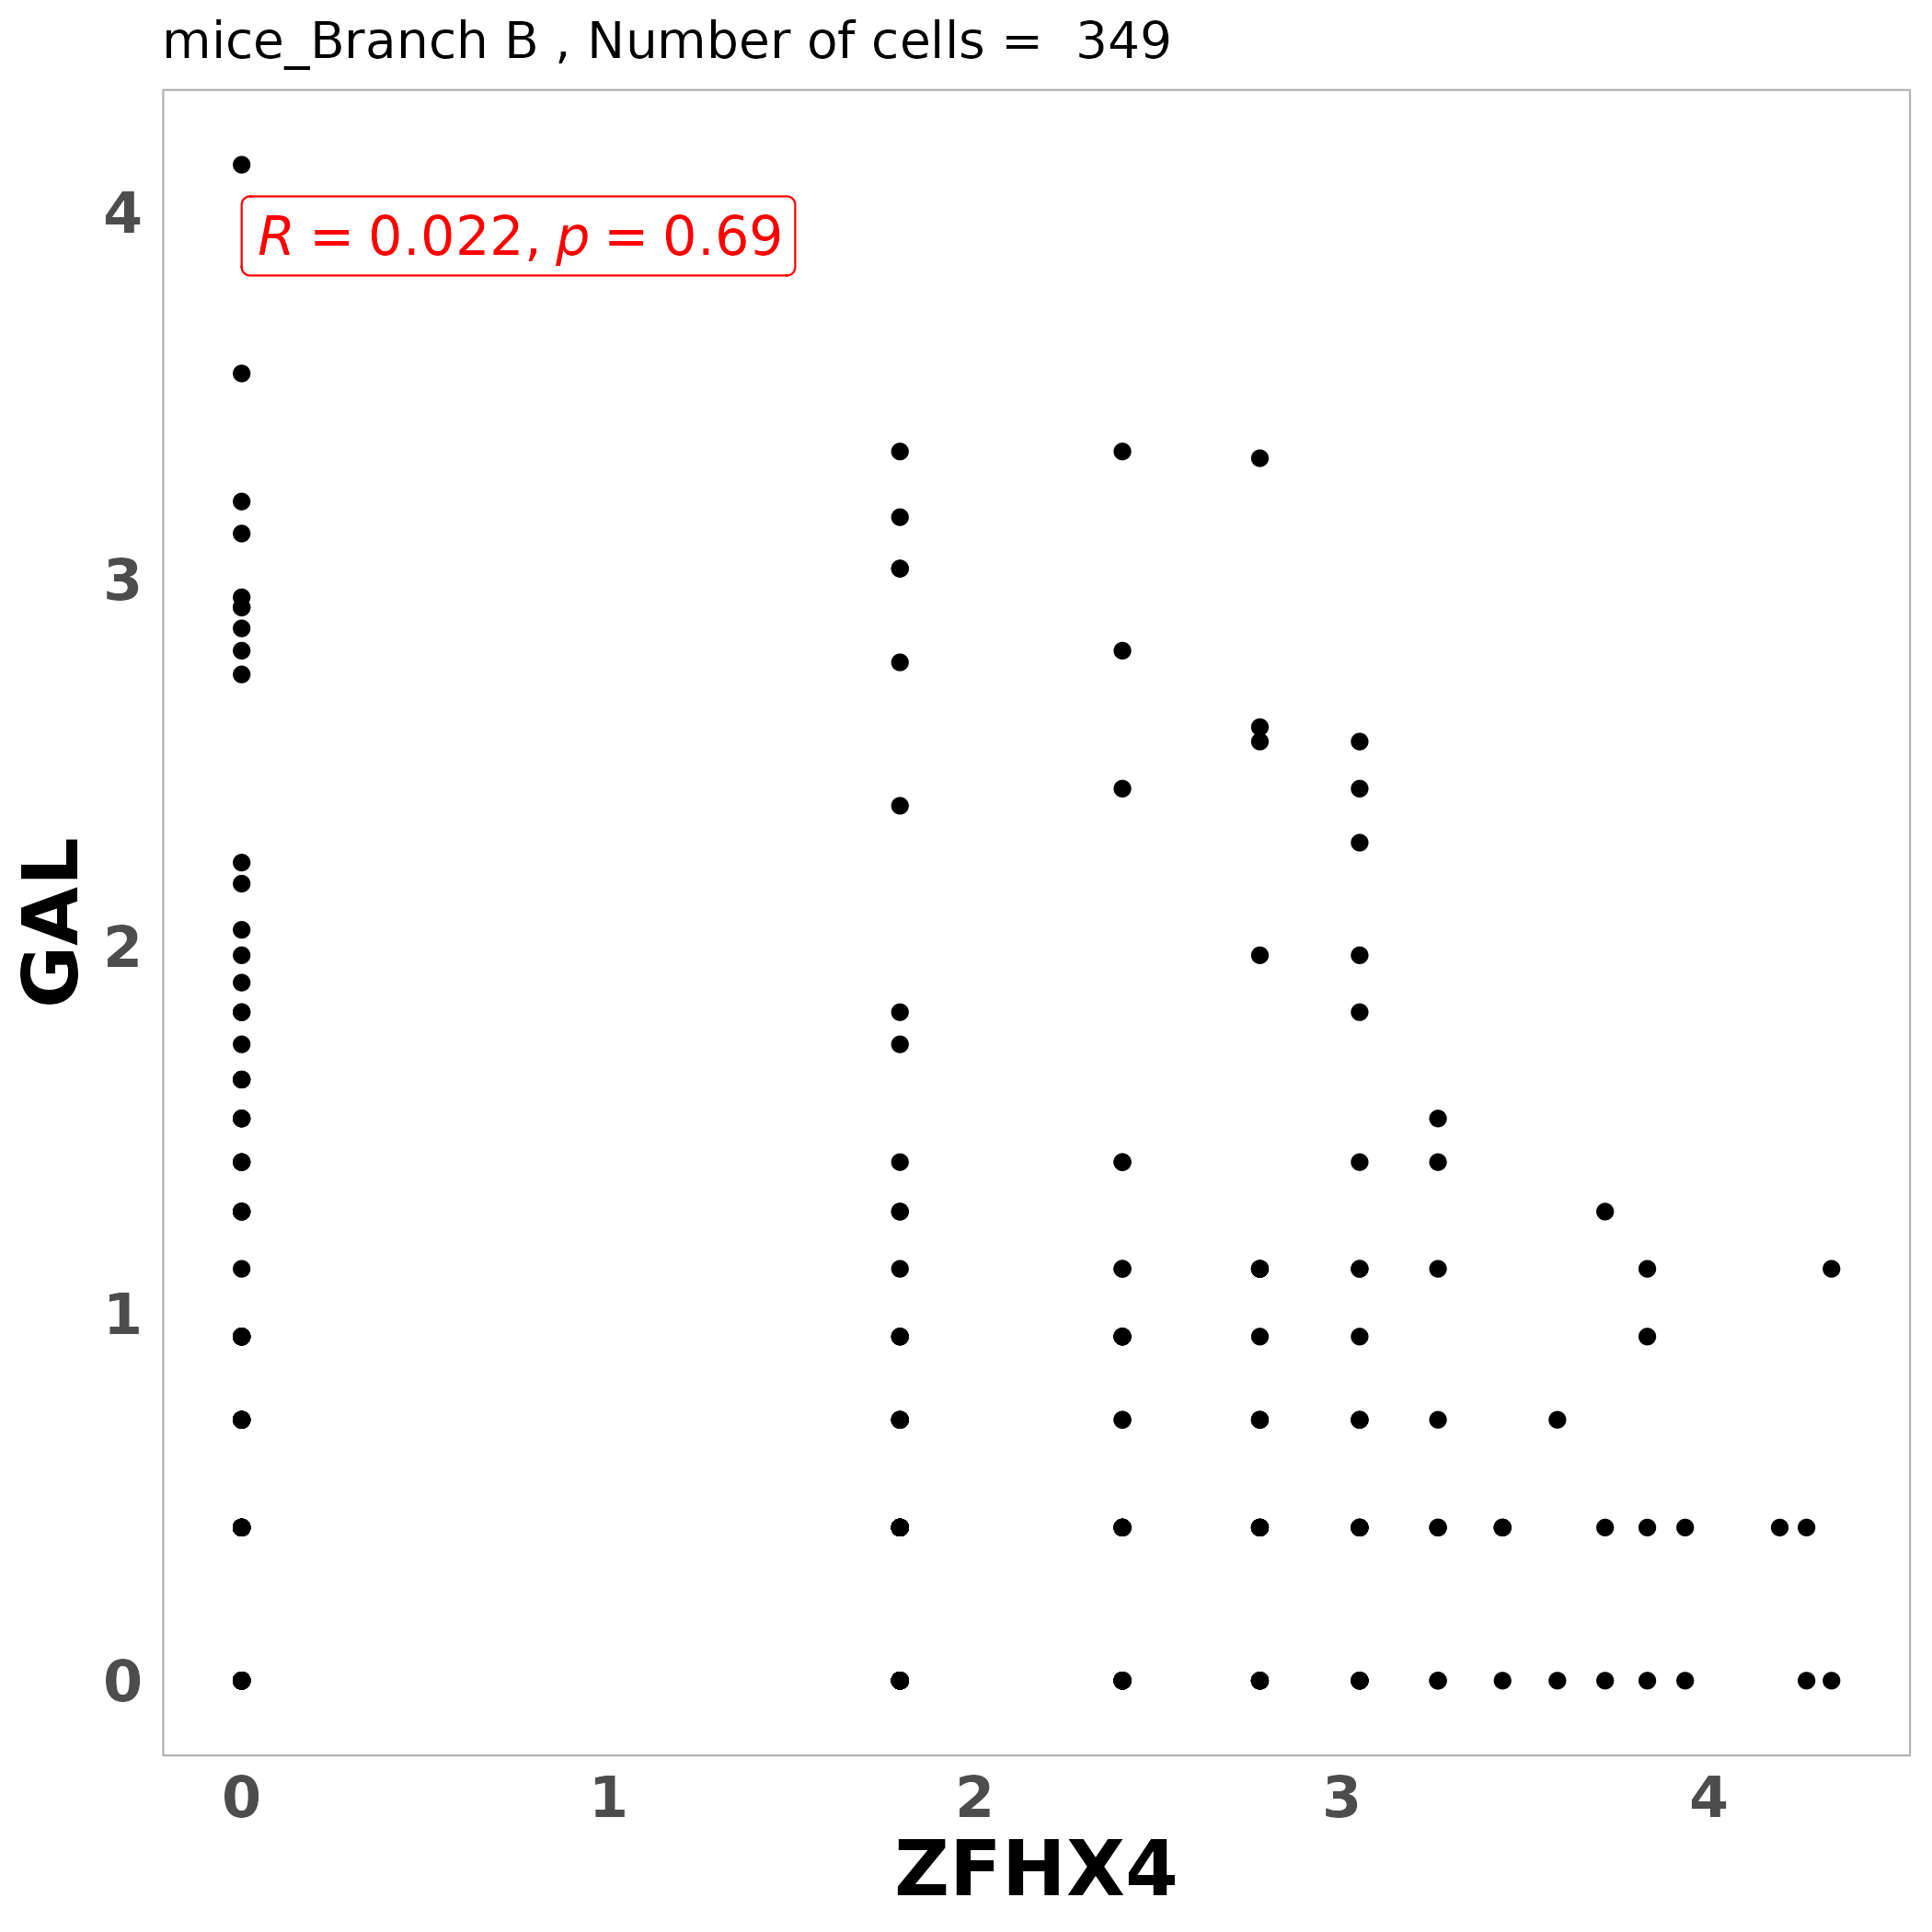 mice_Branch B , Number of cells =  349
4
R = 0.022, p = 0.69
3
GAL
2
1
0
0 1 2 3 4
ZFHX4